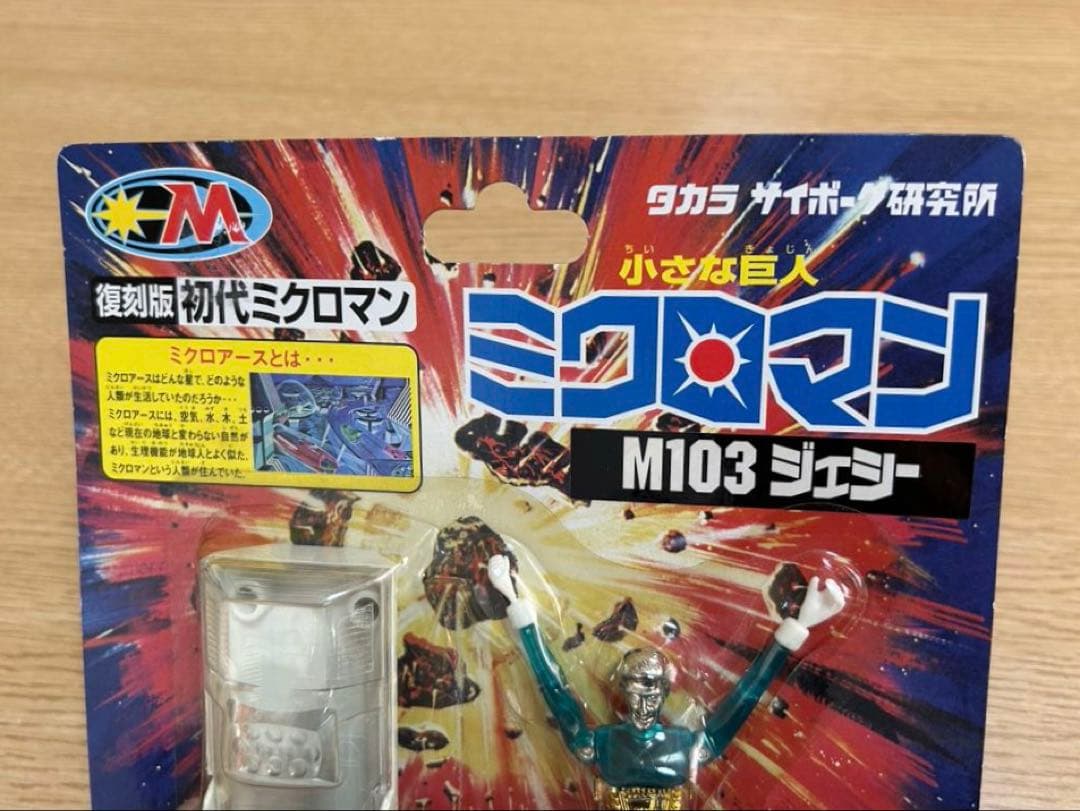 M
タカラ サイボーグ研究所
ちい きょじん
小さな巨人
ミクロマン
復刻版 初代ミクロマン
M103 ジェシー
ミクロアースとは・・・
ミクロアースはどんな星で、どのような
人類が生活していたのだろうか・・・
ミクロアースには、空気、水、木、土
など現在の地球と変わらない自然が
あり、生理機能が地球人とよく似た、
ミクロマンという人類が住んでいた。